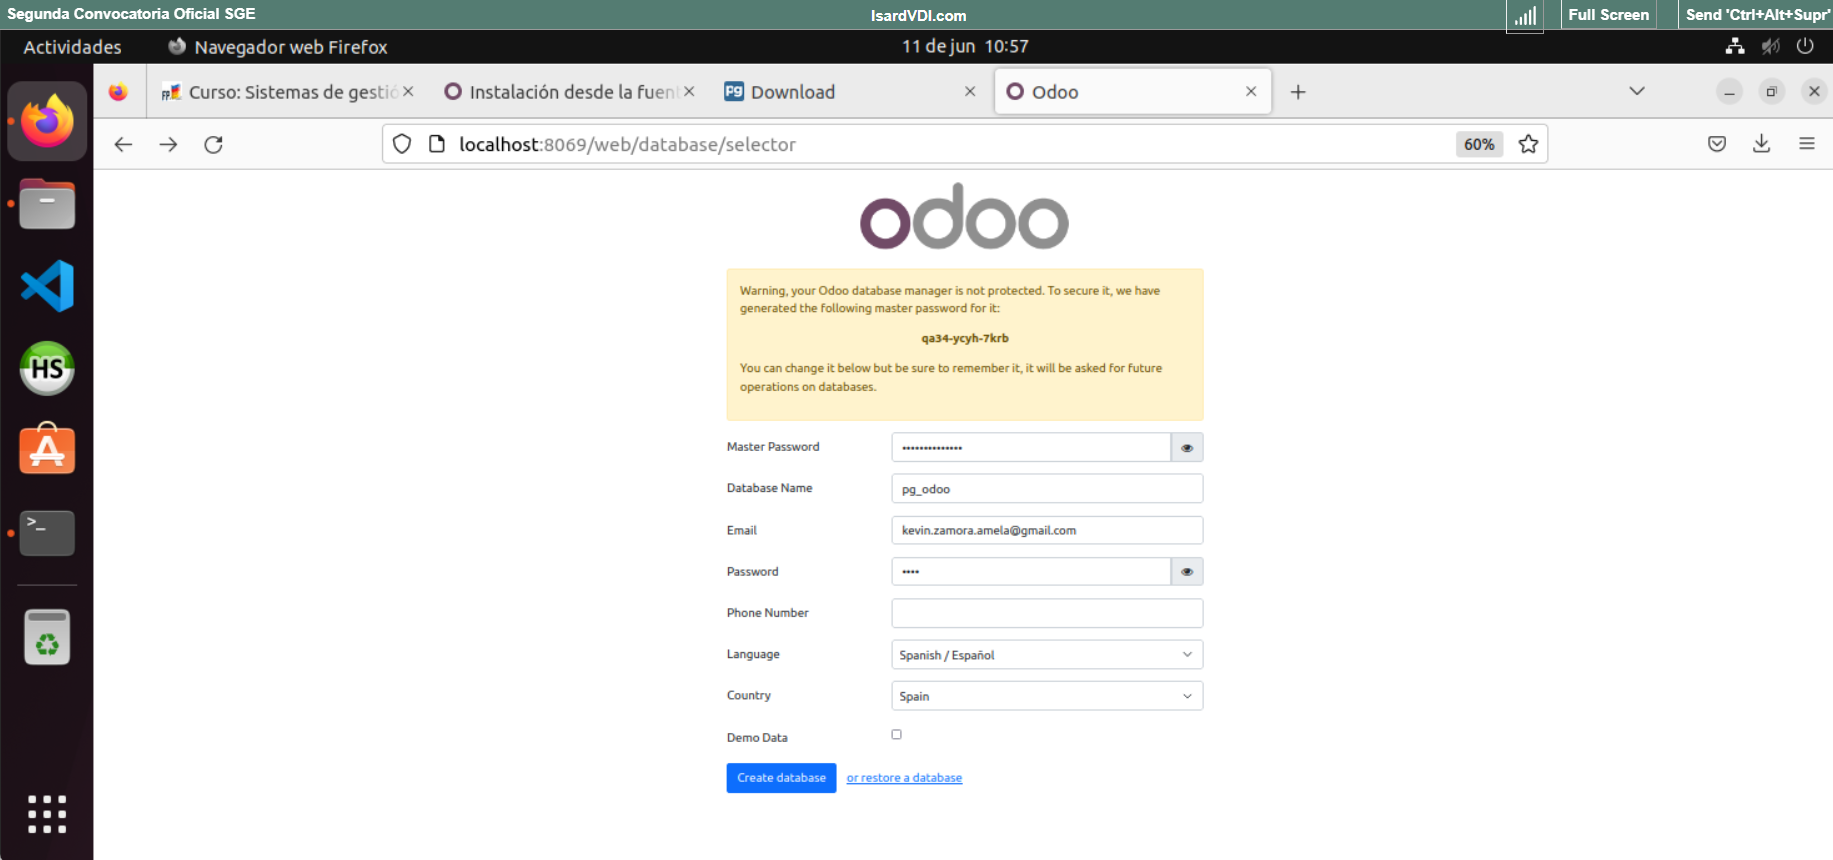 Segunda Convocatoria Oficial SGE
IsardVDI.com
Full Screen
Send 'Ctrl+Alt+Supr'
Actividades
Navegador web Firefox
11 de jun 10:57
Curso: Sistemas de gestió
Instalación desde la fuent
Download
Odoo
localhost:8069/web/database/selector
60%
odoo
Warning, your Odoo database manager is not protected. To secure it, we have
generated the following master password for it:
qa34-ycyh-7krb
You can change it below but be sure to remember it, it will be asked for future
operations on databases.
Master Password
••••••••••••••
Database Name
pg_odoo
Email
kevin.zamora.amela@gmail.com
Password
••••
Phone Number
Language
Spanish / Español
Country
Spain
Demo Data
Create database
or restore a database